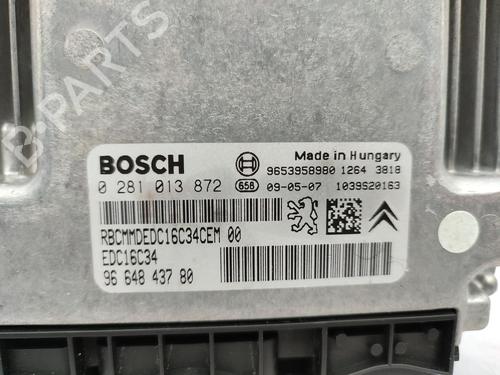 BOSCH
Made in Hungary
9653958980 1264 3818
0 281 013 872 658 09-05-07 1039S20163
RBCMMDEDC16C34CEM 00
EDC16C34
96 648 437 80